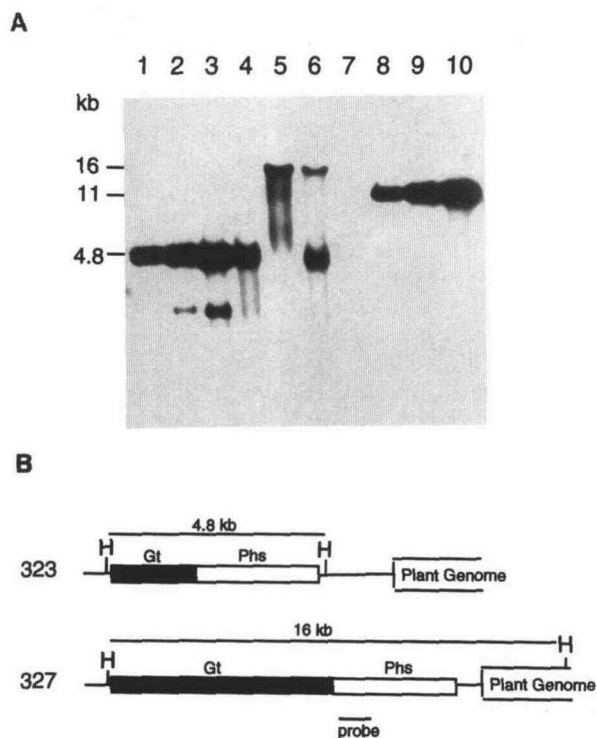 A
1 2 3 4 5 6 7 8 9 10
kb
16
11
4.8
B
4.8 kb
H H
Gt Phs
323 Plant Genome
16 kb
H H
Gt Phs
327 Plant Genome
probe